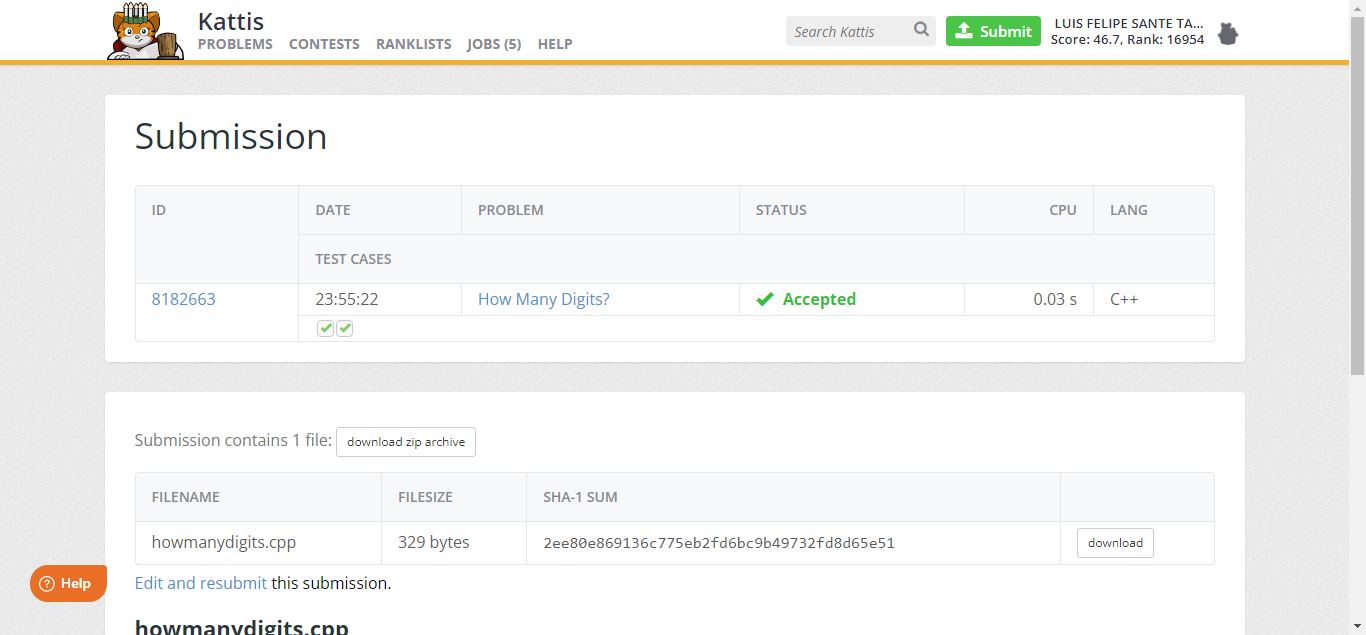 Kattis
PROBLEMS CONTESTS RANKLISTS JOBS (5) HELP
Search Kattis
Submit
LUIS FELIPE SANTE TA...
Score: 46.7, Rank: 16954
Submission
ID DATE PROBLEM STATUS CPU LANG
TEST CASES
8182663 23:55:22 How Many Digits? Accepted 0.03 s C++
Submission contains 1 file: download zip archive
FILENAME FILESIZE SHA-1 SUM
howmanydigits.cpp 329 bytes 2ee80e869136c775eb2fd6bc9b49732fd8d65e51 download
Edit and resubmit this submission.
? Help
howmanydigits.cpp